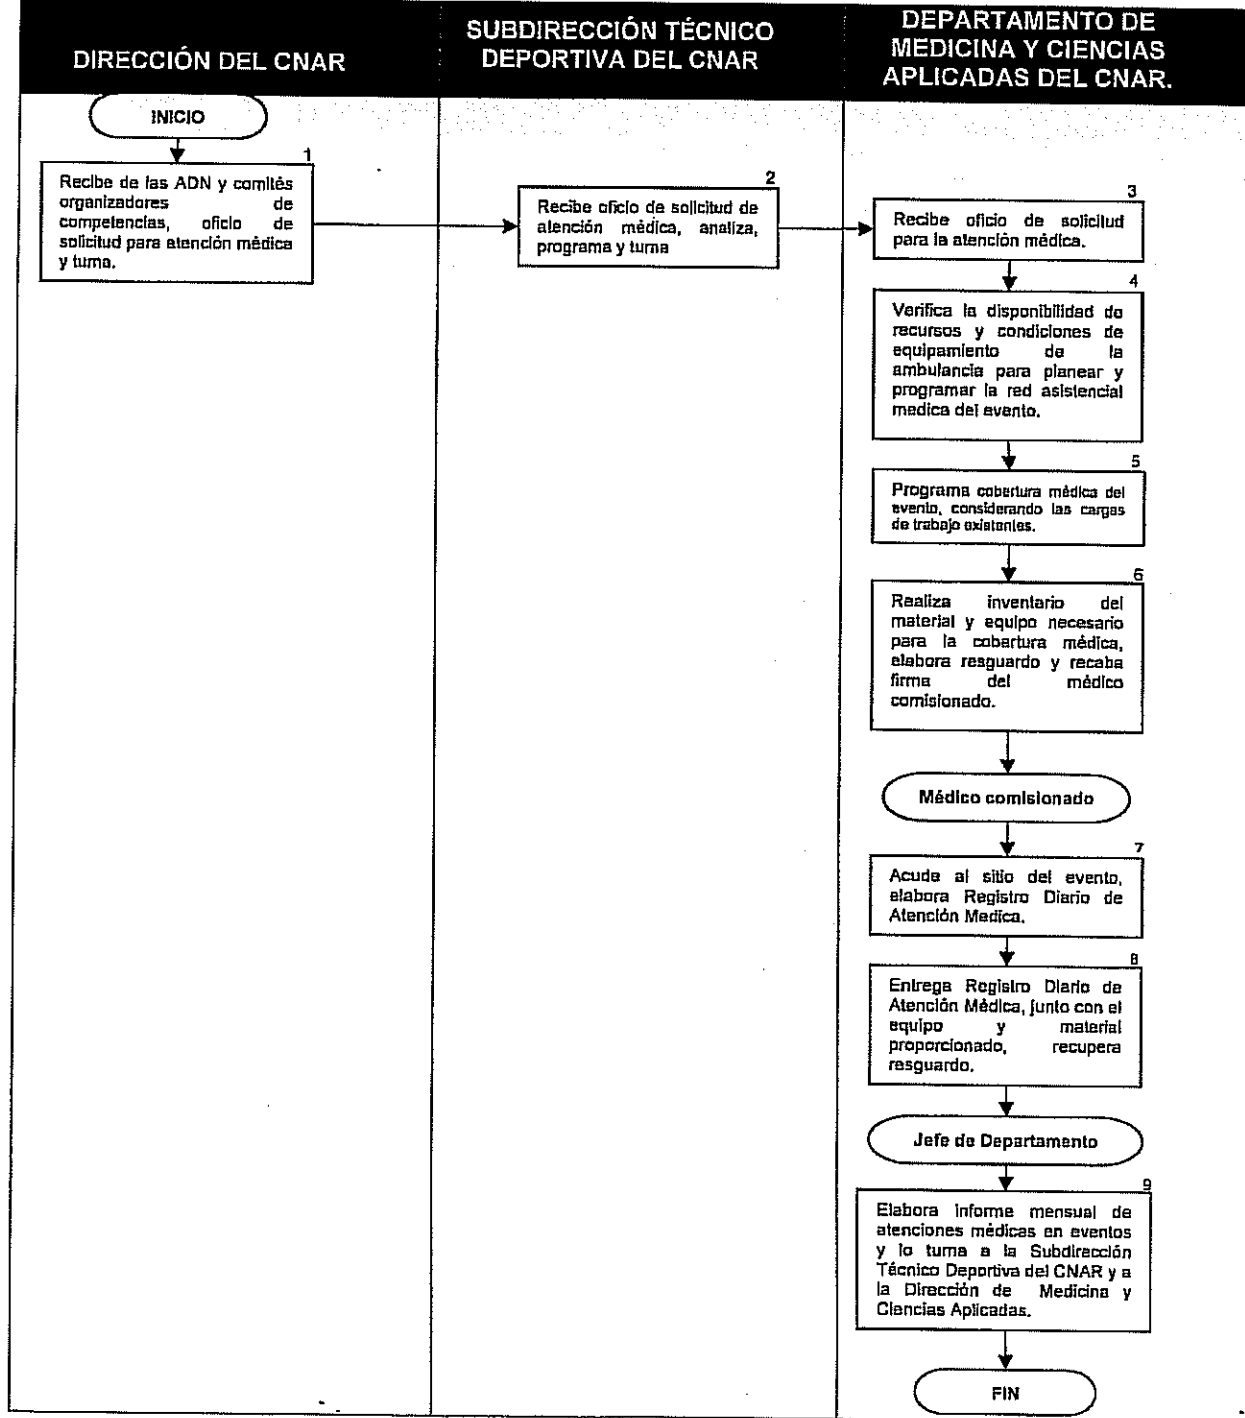 DIRECCIÓN DEL CNAR
SUBDIRECCIÓN TÉCNICO
DEPORTIVA DEL CNAR
DEPARTAMENTO DE
MEDICINA Y CIENCIAS
APLICADAS DEL CNAR.
INICIO
1
Recibe de las ADN y comités
organizadores de
competencias, oficio de
solicitud para atención médica
y turna.
2
Recibe oficio de solicitud de
atención médica, analiza,
programa y turna
3
Recibe oficio de solicitud
para la atención médica.
4
Verifica la disponibilidad de
recursos y condiciones de
equipamiento de la
ambulancia para planear y
programar la red asistencial
medica del evento.
5
Programa cobertura médica del
evento, considerando las cargas
de trabajo existentes.
6
Realiza inventario del
material y equipo necesario
para la cobertura médica,
elabora resguardo y recaba
firma del médico
comisionado.
Médico comisionado
7
Acude al sitio del evento,
elabora Registro Diario de
Atención Medica.
8
Entrega Registro Diario de
Atención Médica, junto con el
equipo y material
proporcionado, recupera
resguardo.
Jefe de Departamento
9
Elabora informe mensual de
atenciones médicas en eventos
y lo turna a la Subdirección
Técnico Deportiva del CNAR y a
la Dirección de Medicina y
Ciencias Aplicadas.
FIN